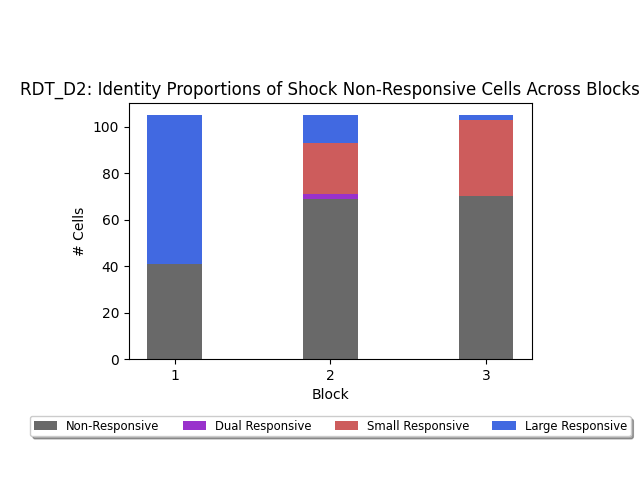 RDT_D2: Identity Proportions of Shock Non-Responsive Cells Across Blocks
100
80
60
40
20
0
# Cells
1 2 3
Block
Non-Responsive Dual Responsive Small Responsive Large Responsive